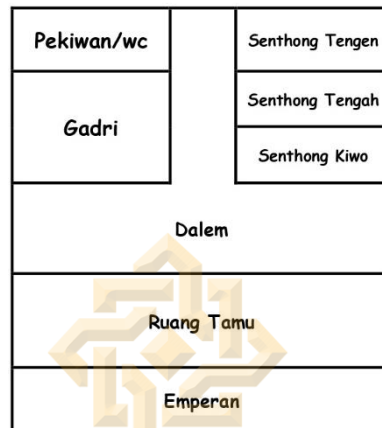 Pekiwan/wc
Senthong Tengen
Gadri
Senthong Tengah
Senthong Kiwo
Dalem
Ruang Tamu
Emperan